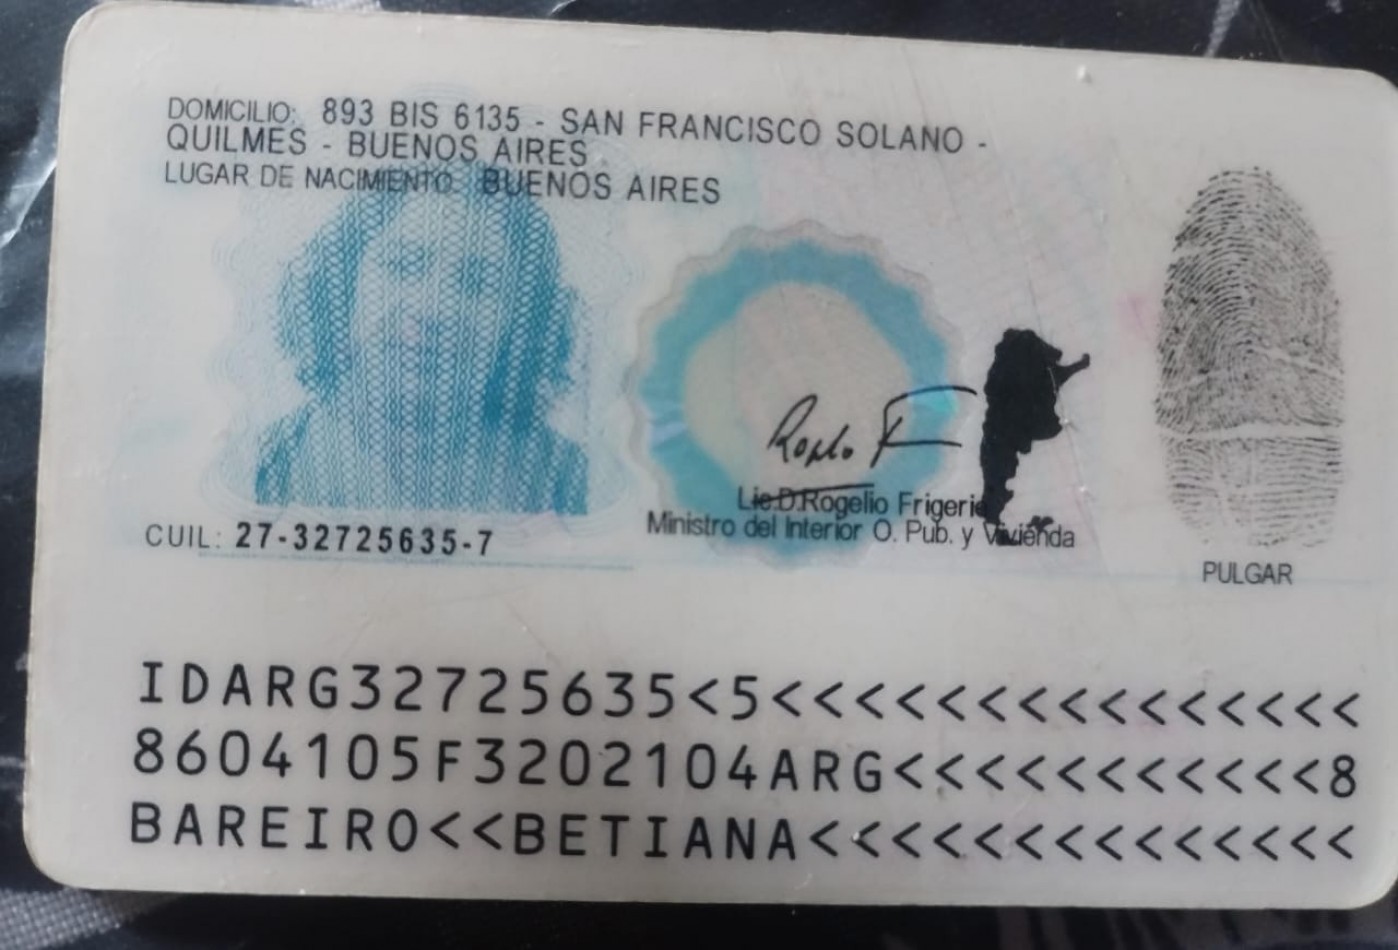 DOMICILIO: 893 BIS 6135 - SAN FRANCISCO SOLANO -
QUILMES - BUENOS AIRES
LUGAR DE NACIMIENTO: BUENOS AIRES
Lic.D.Rogelio Frigerio
Ministro del Interior O. Pub. y Vivienda
CUIL: 27-32725635-7
PULGAR
IDARG32725635<5<<<<<<<<<<<<<<<
8604105F3202104ARG<<<<<<<<<<<8
BAREIRO<<BETIANA<<<<<<<<<<<<<<